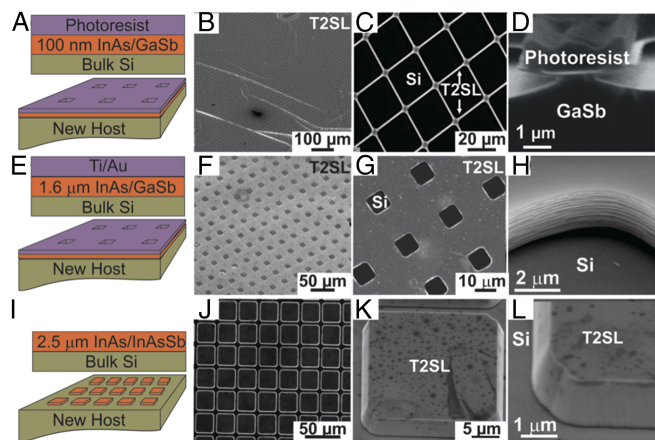 A
Photoresist
100 nm InAs/GaSb
Bulk Si
New Host
B
T2SL
100 µm
C
Si
T2SL
20 µm
D
Photoresist
GaSb
1 µm
E
Ti/Au
1.6 µm InAs/GaSb
Bulk Si
New Host
F
T2SL
50 µm
G
T2SL
Si
10 µm
H
Si
2 µm
I
2.5 µm InAs/InAsSb
Bulk Si
New Host
J
50 µm
K
T2SL
5 µm
L
Si
T2SL
1 µm